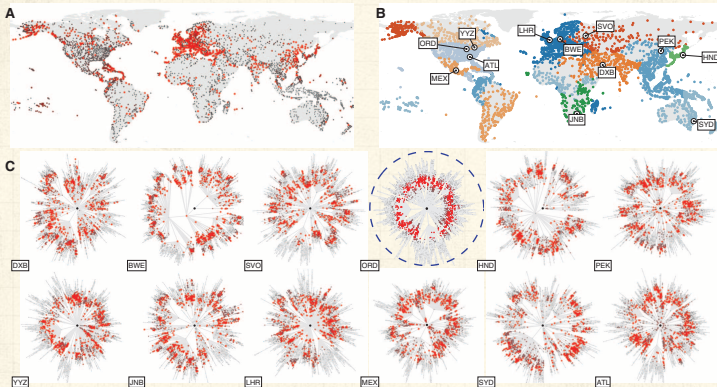 A
B
YYZ
LHR
SVO
PEK
ORD
BWE
HND
ATL
DXB
MEX
JNB
SYD
C
DXB
BWE
SVO
ORD
HND
PEK
YYZ
JNB
LHR
MEX
SYD
ATL